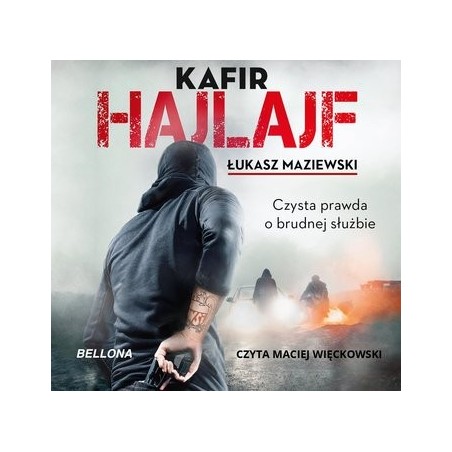 KAFIR
HAJLAJF
ŁUKASZ MAZIEWSKI
Czysta prawda
o brudnej służbie
BELLONA
CZYTA MACIEJ WIĘCKOWSKI